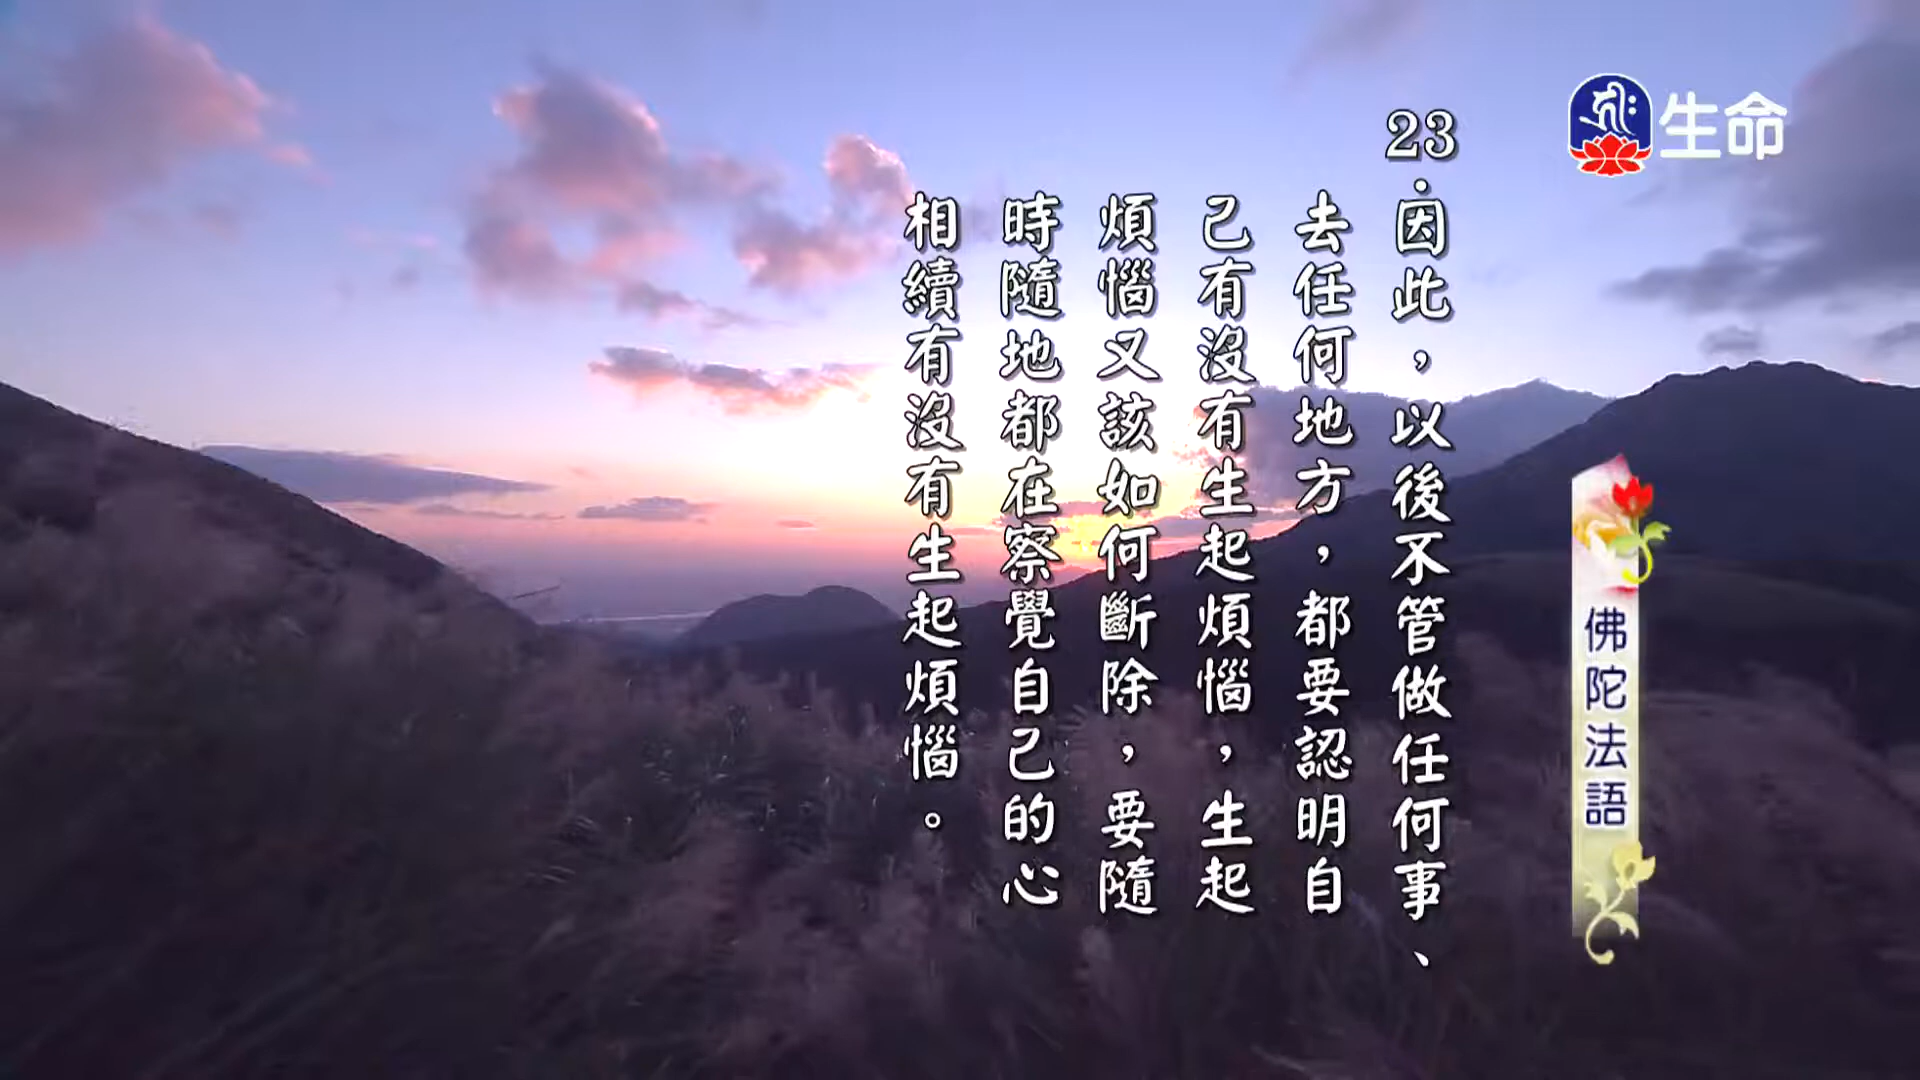 生命
23.因此，以後不管做任何事、
去任何地方，都要認明自
己有沒有生起煩惱，生起
煩惱又該如何斷除，要隨
時隨地都在察覺自己的心
相續有沒有生起煩惱。
佛陀法語